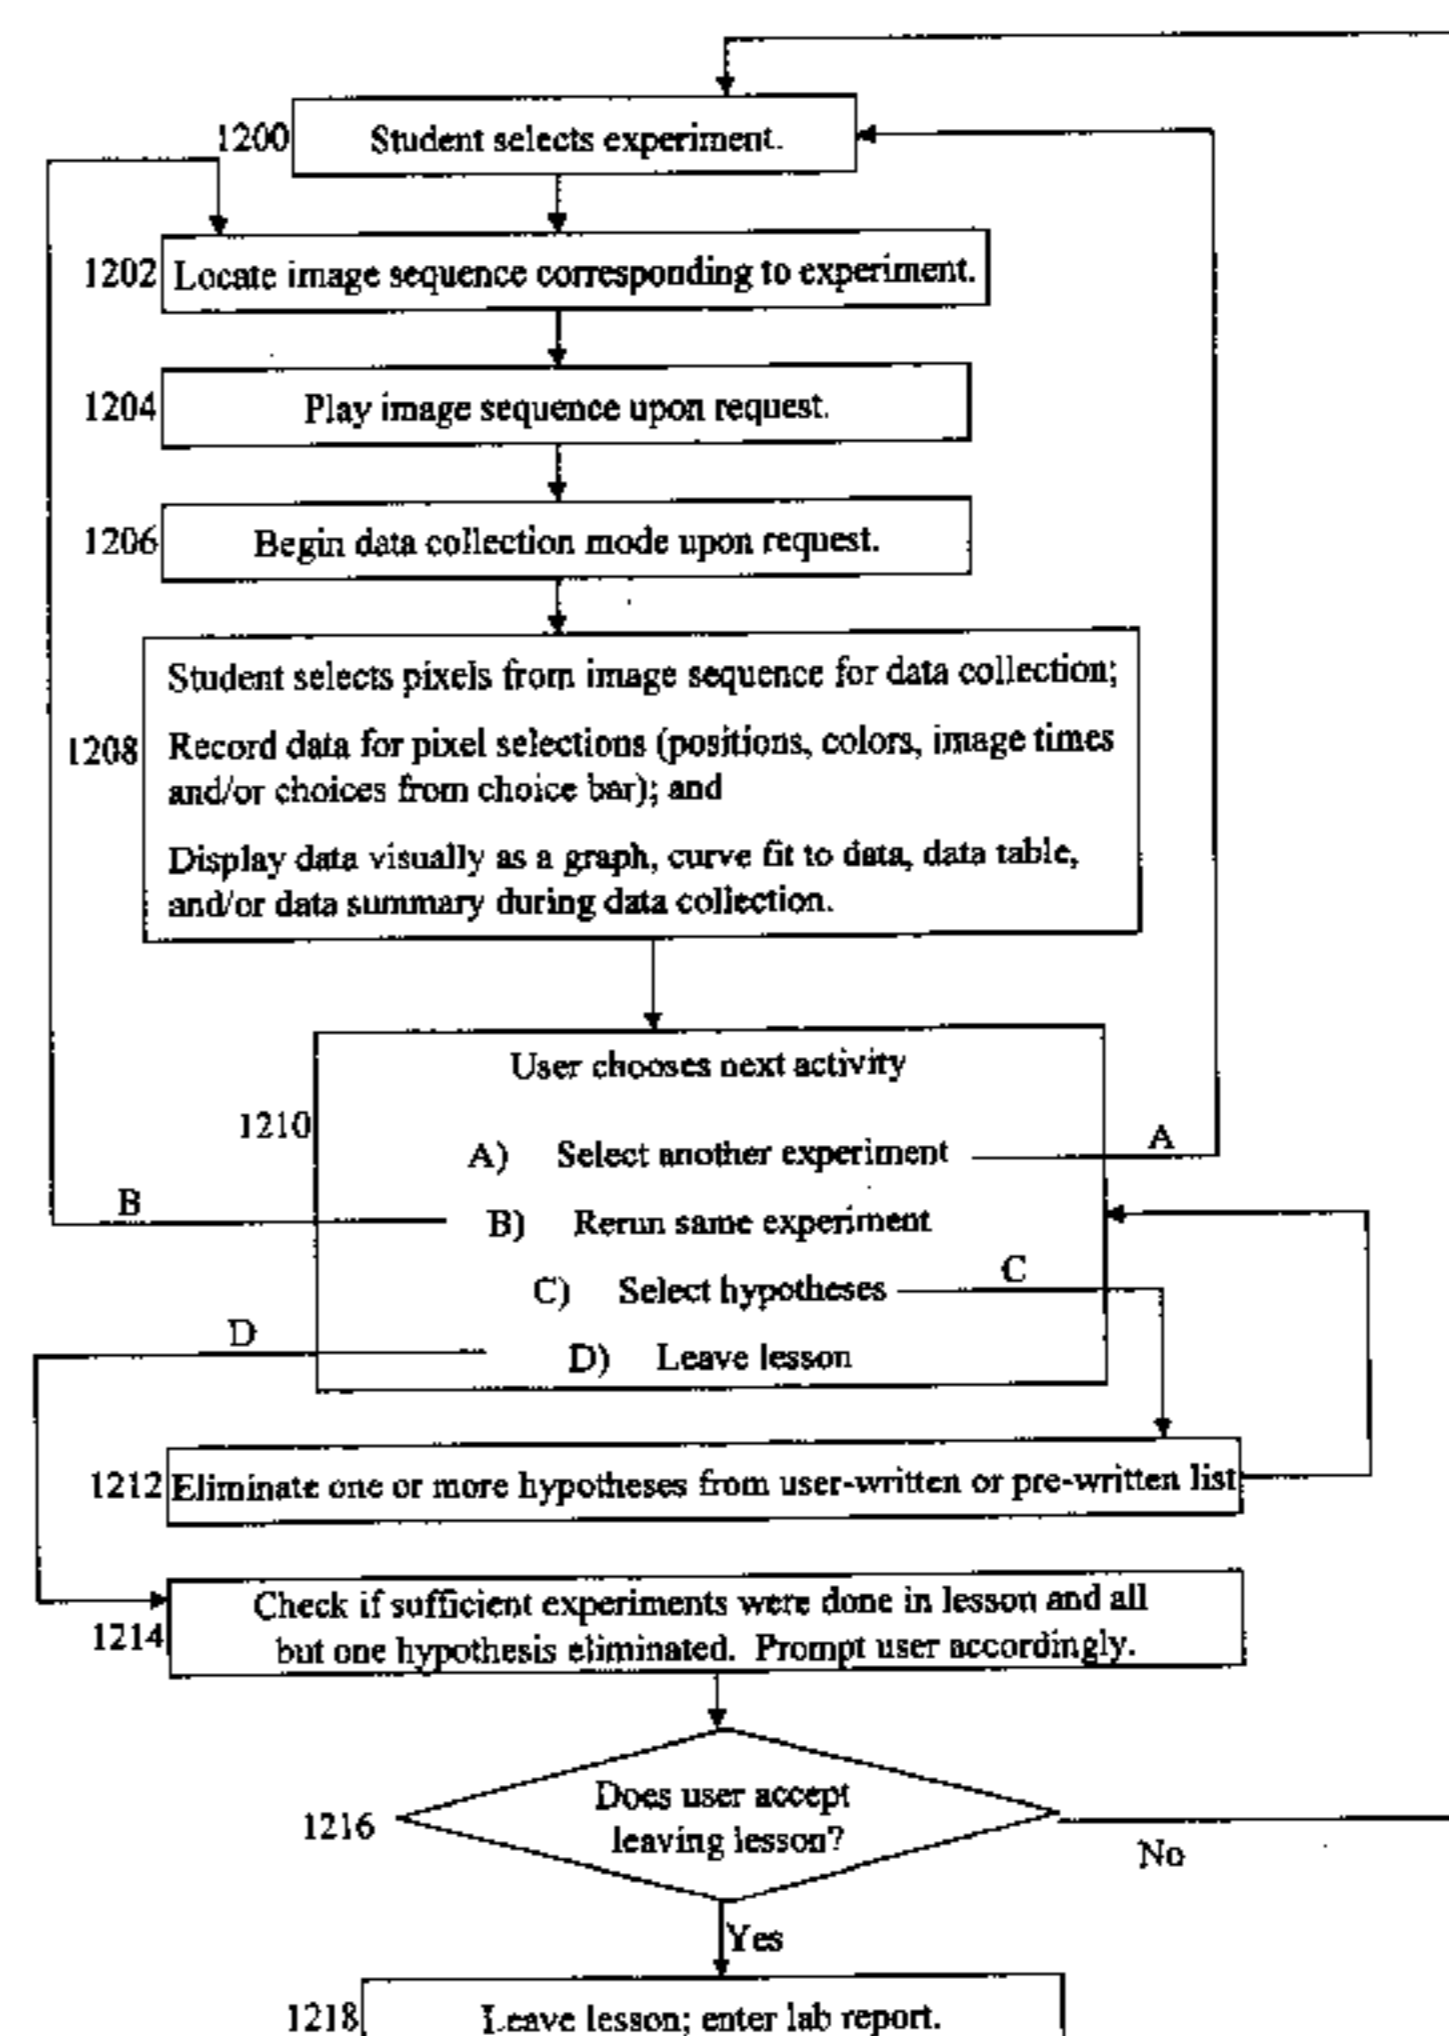 1200 Student selects experiment.
1202 Locate image sequence corresponding to experiment.
1204 Play image sequence upon request.
1206 Begin data collection mode upon request.
Student selects pixels from image sequence for data collection;
1208 Record data for pixel selections (positions, colors, image times
and/or choices from choice bar); and
Display data visually as a graph, curve fit to data, data table,
and/or data summary during data collection.
User chooses next activity
1210
A) Select another experiment A
B B) Rerun same experiment
C) Select hypotheses C
D D) Leave lesson
1212 Eliminate one or more hypotheses from user-written or pre-written list
Check if sufficient experiments were done in lesson and all
1214 but one hypothesis eliminated. Prompt user accordingly.
Does user accept
1216 leaving lesson?
No
Yes
1218 Leave lesson; enter lab report.